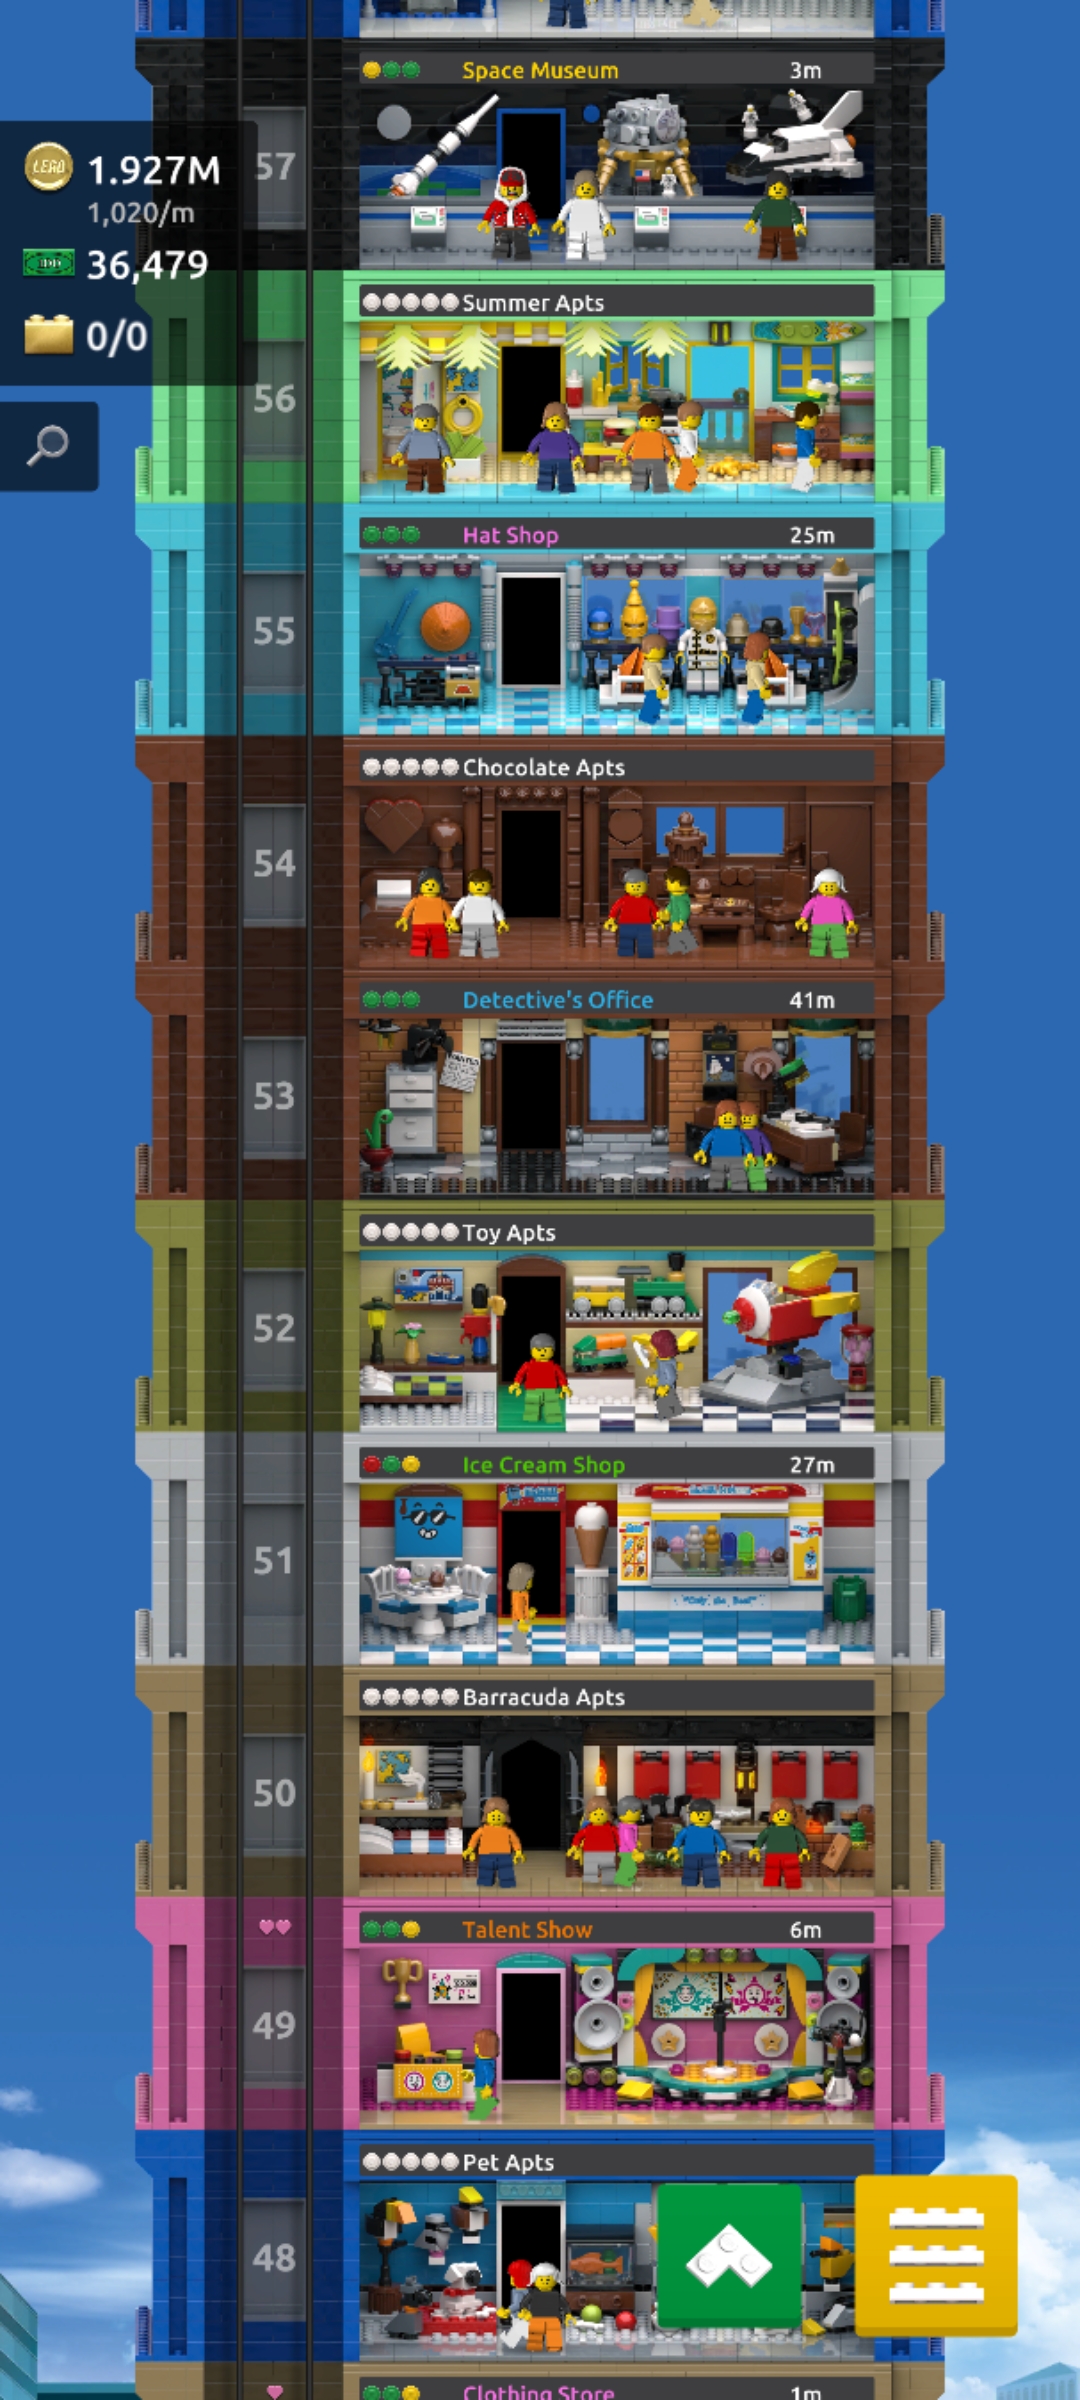 Space Museum 3m
57
LEGO 1.927M
1,020/m
36,479
0/0
Summer Apts
56
Hat Shop 25m
55
Chocolate Apts
54
Detective's Office 41m
53
WANTED
Toy Apts
52
Ice Cream Shop 27m
51
Barracuda Apts
50
Talent Show 6m
49
Pet Apts
48
Clothing Store 1m